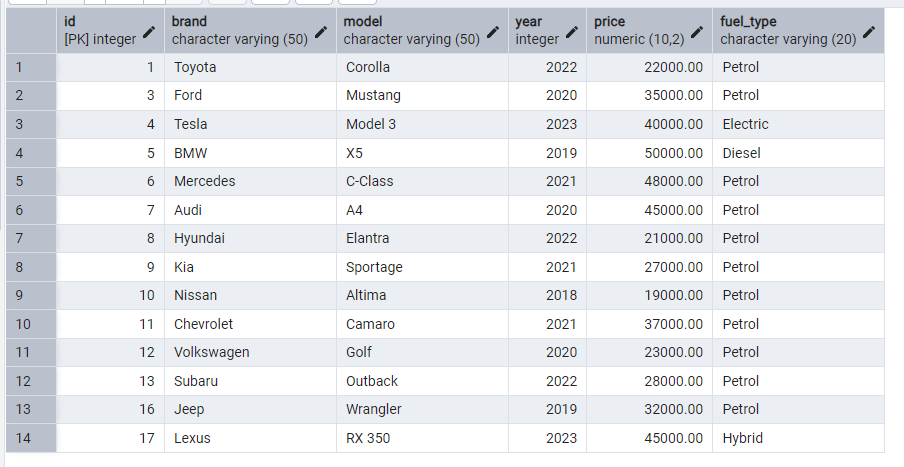 id brand model year price fuel_type
[PK] integer character varying (50) character varying (50) integer numeric (10,2) character varying (20)
1 1 Toyota Corolla 2022 22000.00 Petrol
2 3 Ford Mustang 2020 35000.00 Petrol
3 4 Tesla Model 3 2023 40000.00 Electric
4 5 BMW X5 2019 50000.00 Diesel
5 6 Mercedes C-Class 2021 48000.00 Petrol
6 7 Audi A4 2020 45000.00 Petrol
7 8 Hyundai Elantra 2022 21000.00 Petrol
8 9 Kia Sportage 2021 27000.00 Petrol
9 10 Nissan Altima 2018 19000.00 Petrol
10 11 Chevrolet Camaro 2021 37000.00 Petrol
11 12 Volkswagen Golf 2020 23000.00 Petrol
12 13 Subaru Outback 2022 28000.00 Petrol
13 16 Jeep Wrangler 2019 32000.00 Petrol
14 17 Lexus RX 350 2023 45000.00 Hybrid